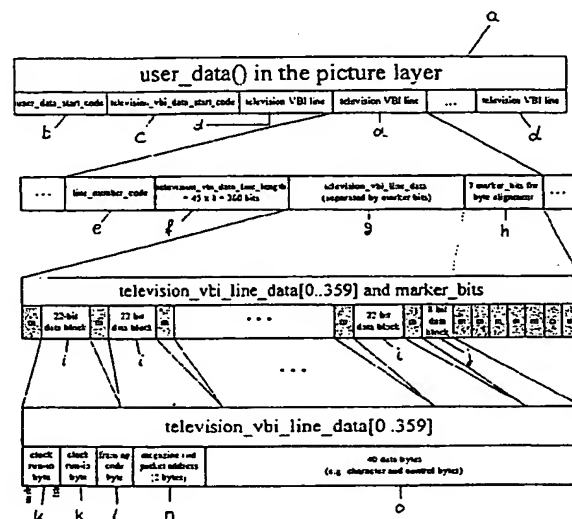 a
user_data() in the picture layer
user_data_start_code television_vbi_data_start_code television VBI line television VBI line ... television VBI line
b c d d d
... line_number_code television_vbi_data_line_length = 45 x 8 = 360 bits television_vbi_line_data (separated by marker bits) 7 marker_bits for byte alignment ...
e f g h
television_vbi_line_data[0..359] and marker_bits
m 22-bit data block m 22 bit data block m ... m 22 bit data block m 8 bit data block m m m m m m m
i i i j
...
television_vbi_line_data[0..359]
clock run-in byte clock run-in byte framing code byte magazine and packet address (2 bytes) 40 data bytes (e.g. character and control bytes)
k k l n o